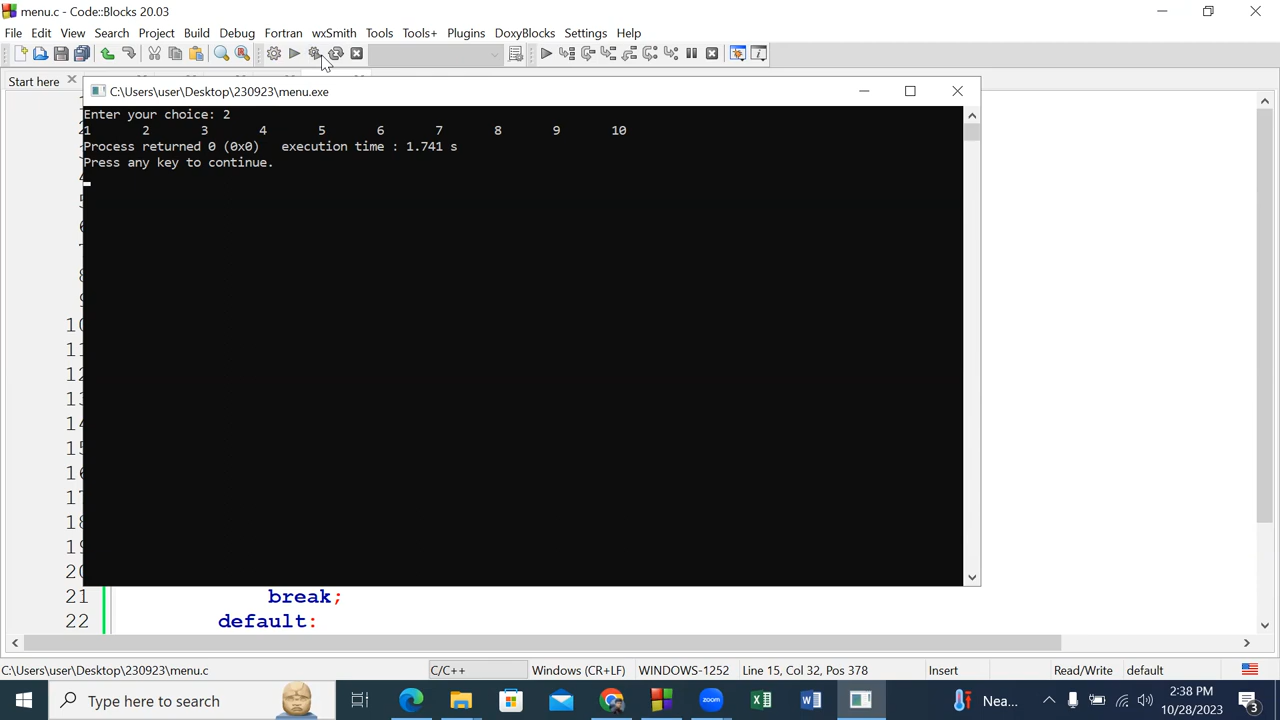 menu.c - Code::Blocks 20.03
File Edit View Search Project Build Debug Fortran wxSmith Tools Tools+ Plugins DoxyBlocks Settings Help
Start here
C:\Users\user\Desktop\230923\menu.exe
Enter your choice: 2
1 2 3 4 5 6 7 8 9 10
Process returned 0 (0x0) execution time : 1.741 s
Press any key to continue.
10
11
12
13
14
15
16
17
18
19
20
21 break;
22 default:
C:\Users\user\Desktop\230923\menu.c C/C++ Windows (CR+LF) WINDOWS-1252 Line 15, Col 32, Pos 378 Insert Read/Write default
Type here to search
zoom
Nea...
2:38 PM
10/28/2023
3